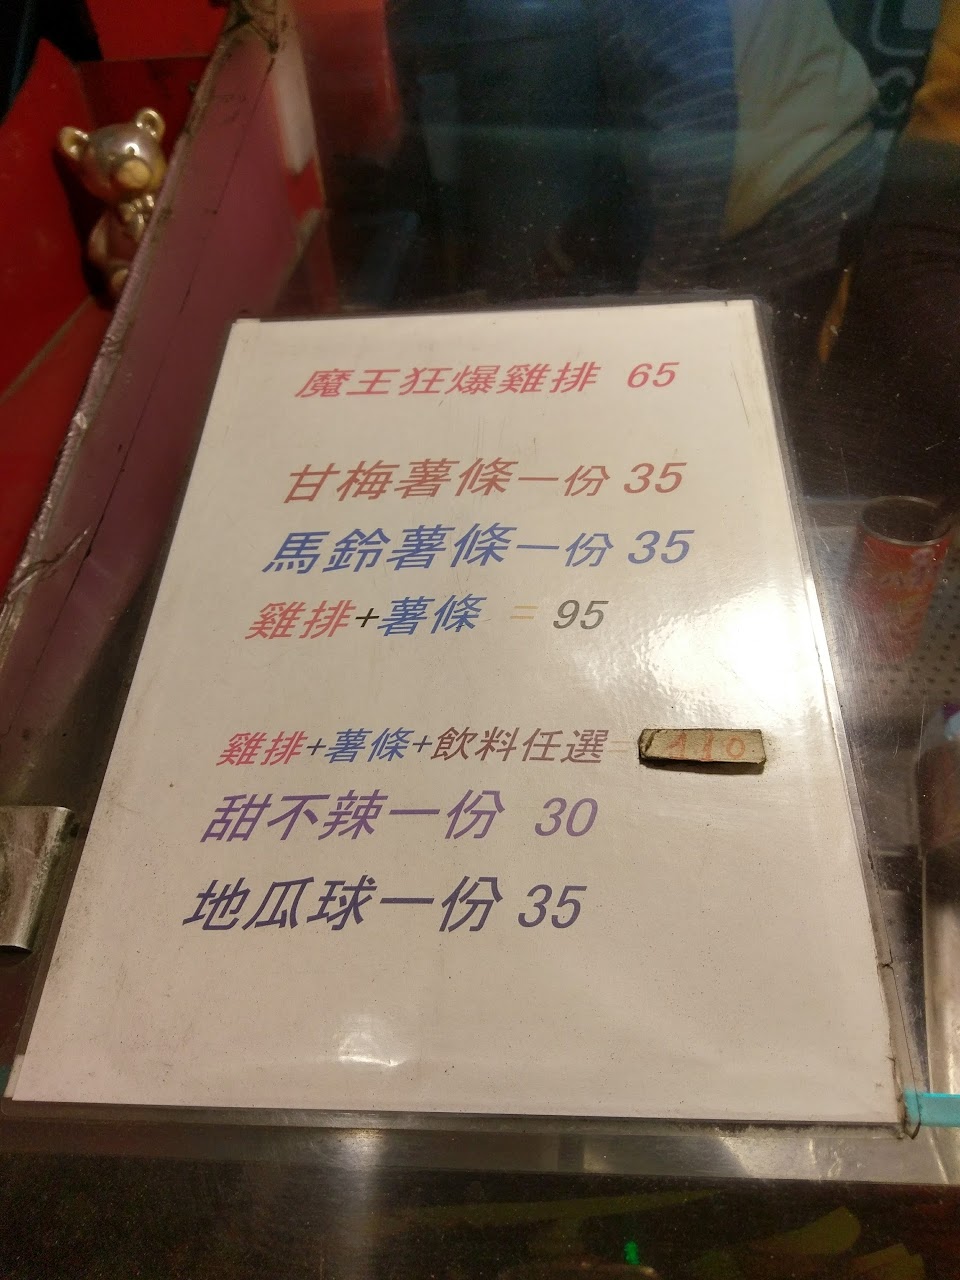 魔王狂爆雞排 65
甘梅薯條一份 35
馬鈴薯條一份 35
雞排+薯條 = 95
雞排+薯條+飲料任選= 110
甜不辣一份 30
地瓜球一份 35